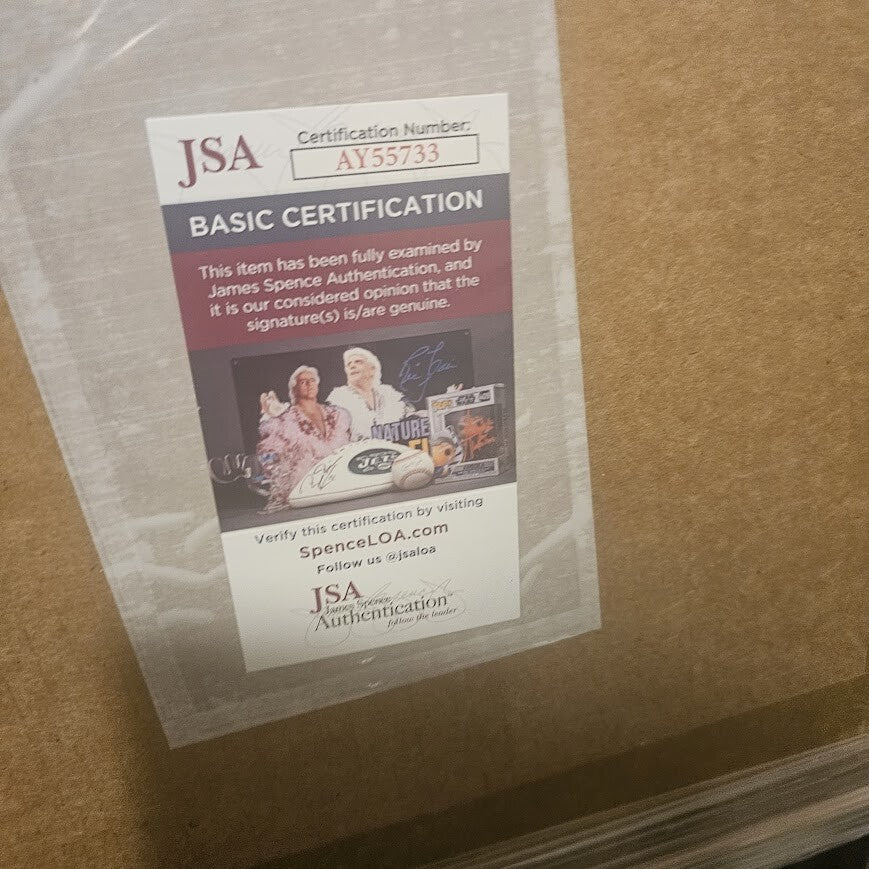 JSA
Certification Number:
AY55733
BASIC CERTIFICATION
This item has been fully examined by
James Spence Authentication, and
it is our considered opinion that the
signature(s) is/are genuine.
NATURE
JETS
Verify this certification by visiting
SpenceLOA.com
Follow us @jsaloa
JSA
James Spence
Authentication™
follow the leader